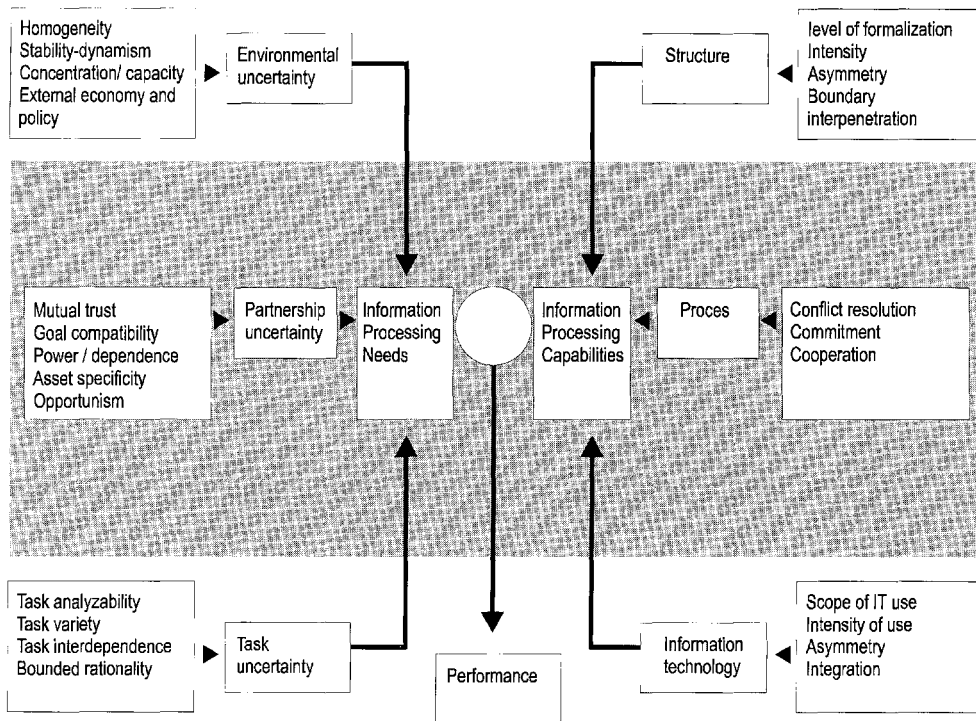 Homogeneity
Stability-dynamism
Concentration/ capacity
External economy and
policy
Environmental
uncertainty
Structure
level of formalization
Intensity
Asymmetry
Boundary
interpenetration
Mutual trust
Goal compatibility
Power / dependence
Asset specificity
Opportunism
Partnership
uncertainty
Information
Processing
Needs
Information
Processing
Capabilities
Proces
Conflict resolution
Commitment
Cooperation
Task analyzability
Task variety
Task interdependence
Bounded rationality
Task
uncertainty
Performance
Information
technology
Scope of IT use
Intensity of use
Asymmetry
Integration